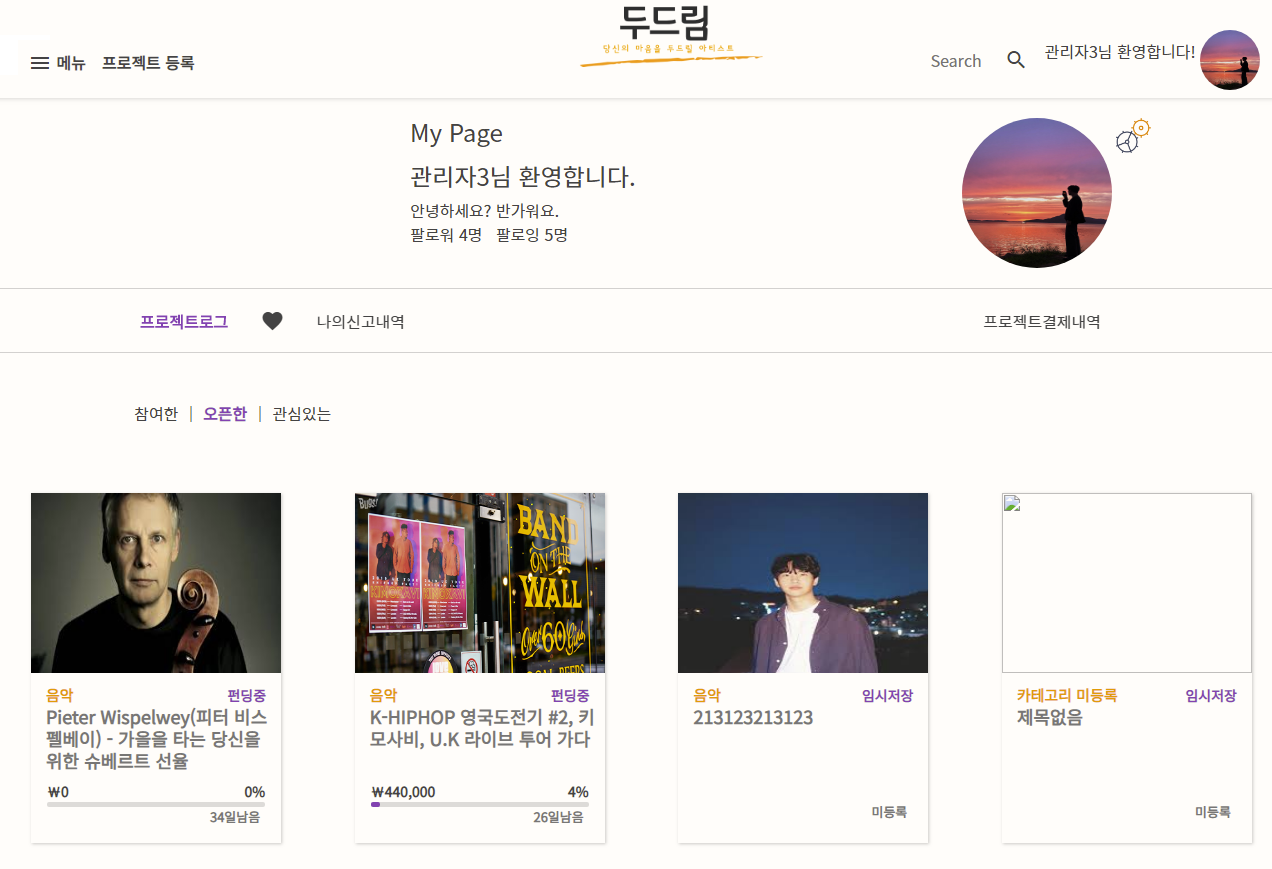 두드림
당신의 마음을 두드릴 아티스트
메뉴 프로젝트 등록
Search
관리자3님 환영합니다!
My Page
관리자3님 환영합니다.
안녕하세요? 반가워요.
팔로워 4명 팔로잉 5명
프로젝트로그 나의신고내역 프로젝트결제내역
참여한 | 오픈한 | 관심있는
BUGS!
BAND
ON THE
WALL
Over 60 Gins
음악 펀딩중
Pieter Wispelwey(피터 비스
펠베이) - 가을을 타는 당신을
위한 슈베르트 선율
₩0 0%
34일남음
음악 펀딩중
K-HIPHOP 영국도전기 #2, 키
모사비, U.K 라이브 투어 가다
₩440,000 4%
26일남음
음악 임시저장
213123213123
미등록
카테고리 미등록 임시저장
제목없음
미등록